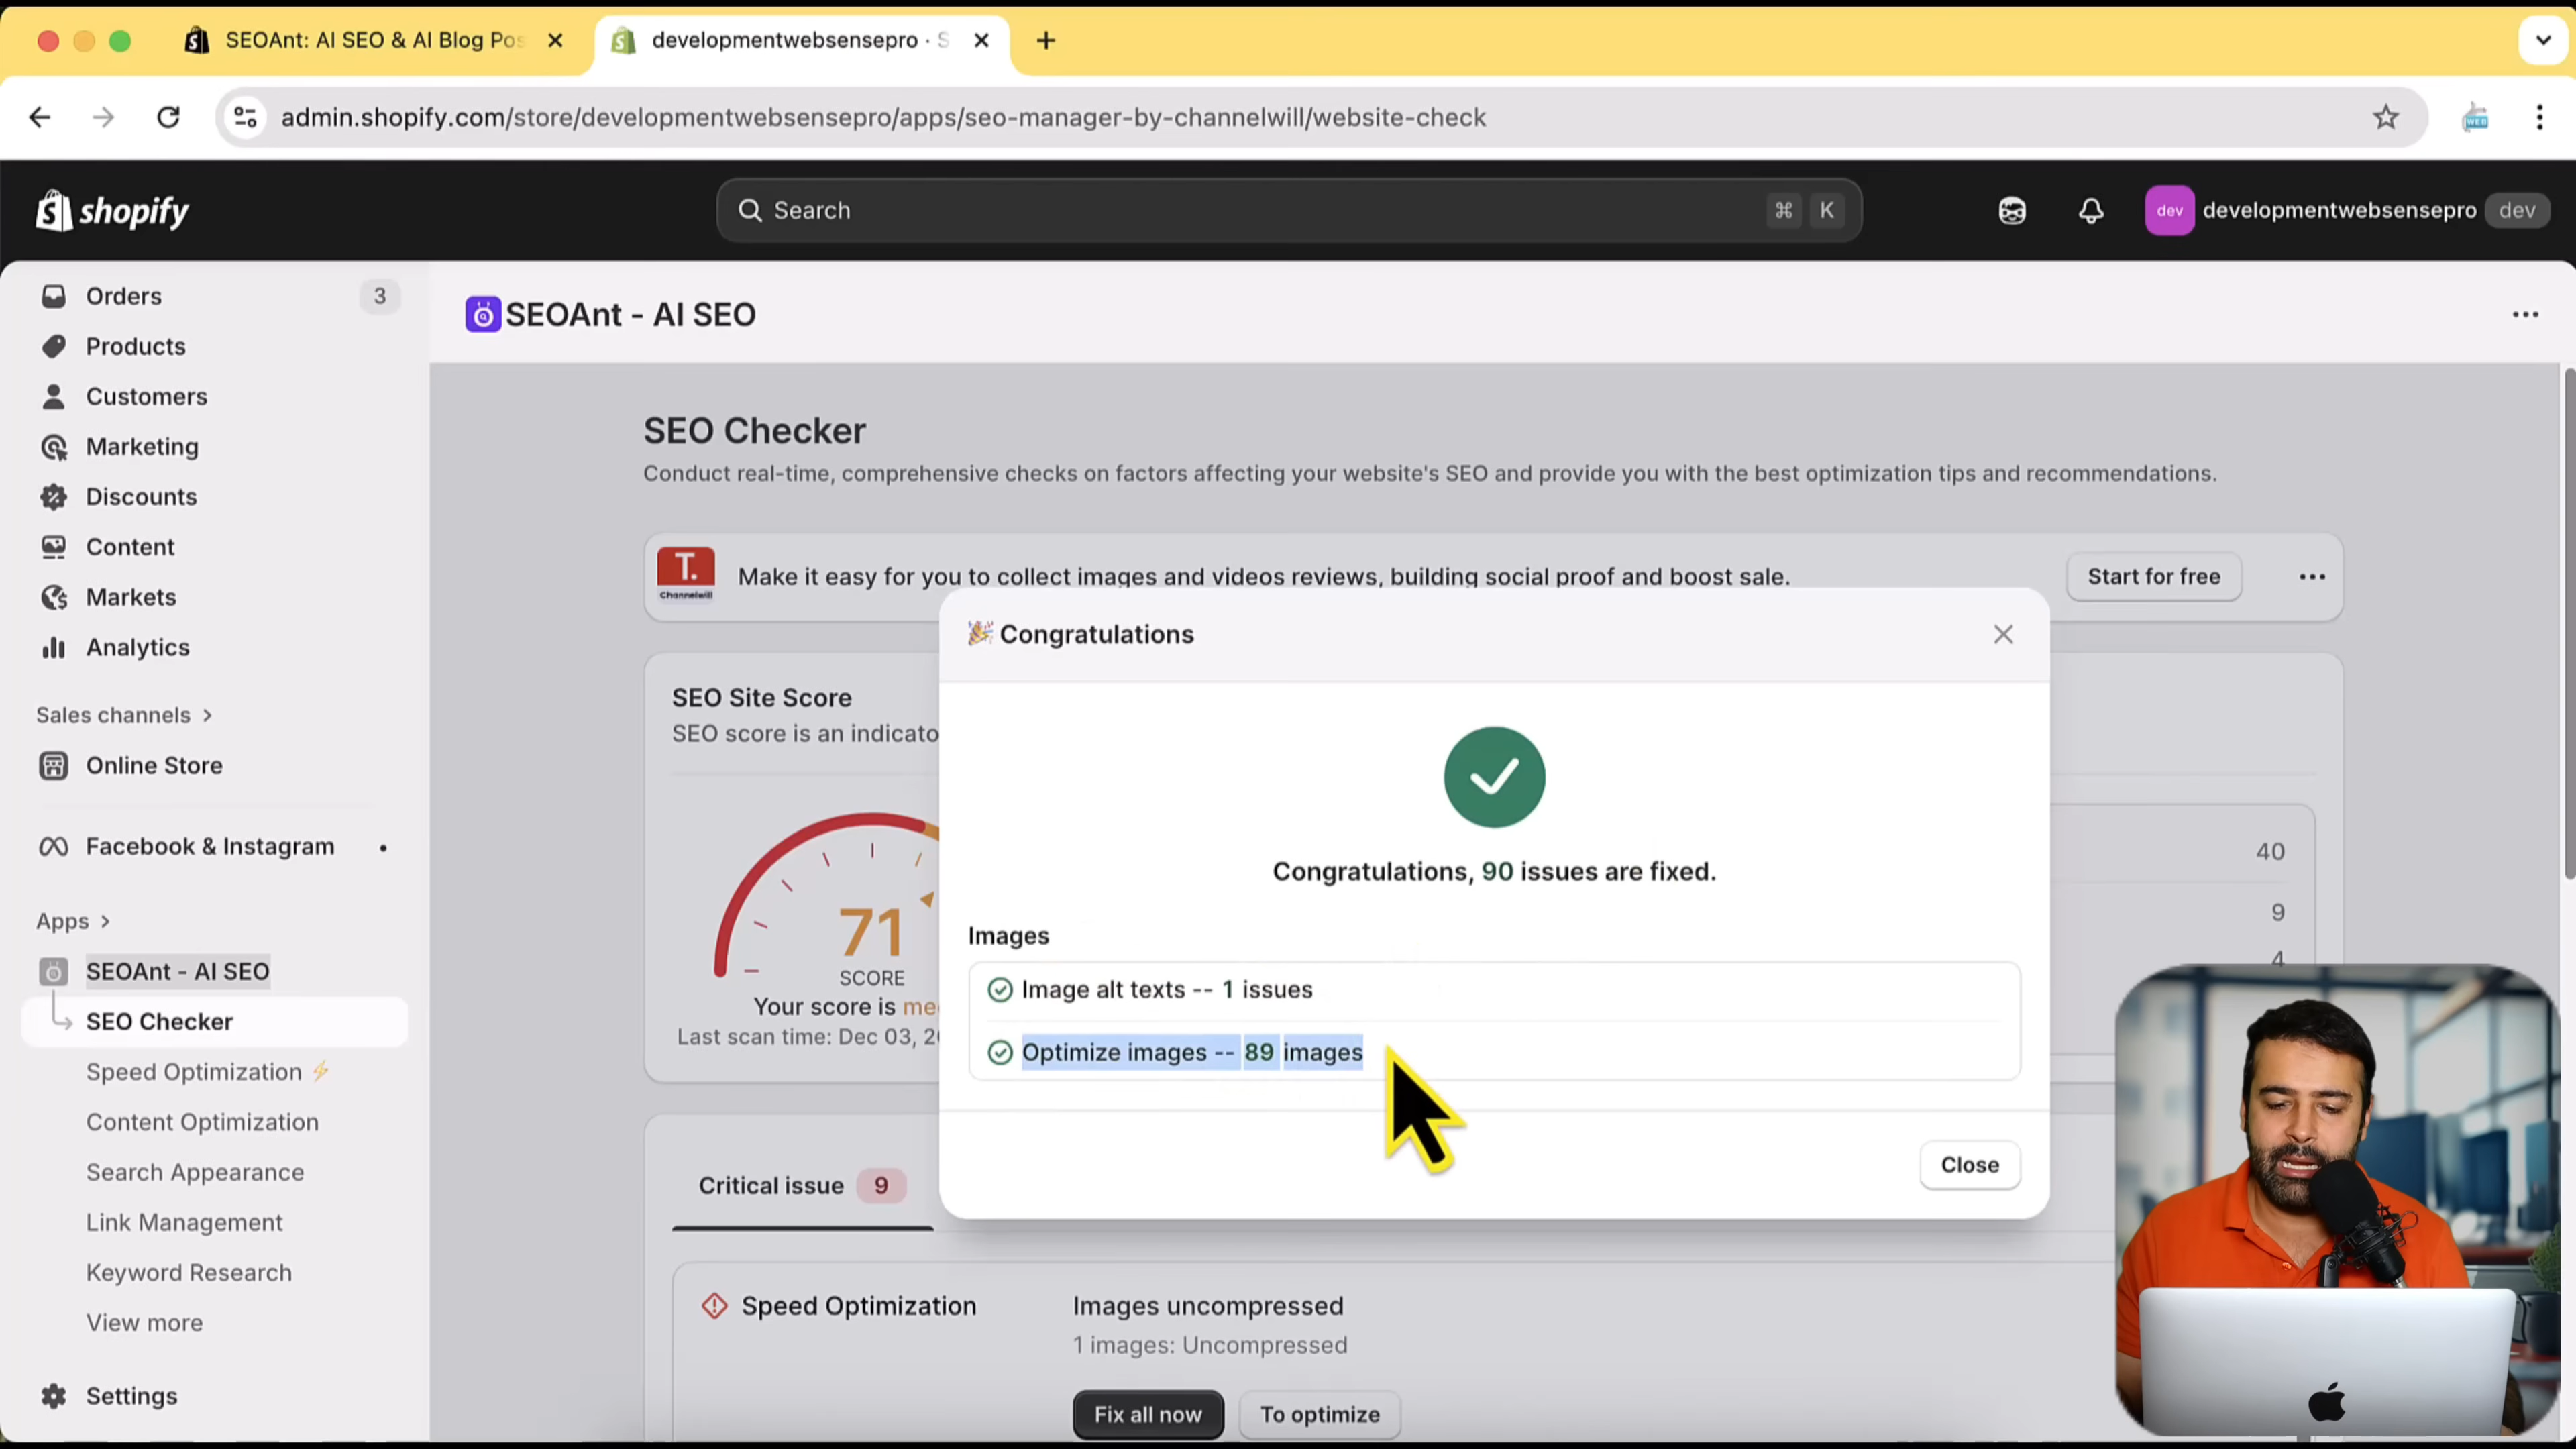 SEOAnt: AI SEO & AI Blog Pos
developmentwebsensepro · S
admin.shopify.com/store/developmentwebsensepro/apps/seo-manager-by-channelwill/website-check
WEB
shopify
Search
⌘ K
dev
developmentwebsensepro
dev
Orders
3
Products
Customers
Marketing
Discounts
Content
Markets
Analytics
Sales channels
Online Store
Facebook & Instagram
Apps
SEOAnt - AI SEO
SEO Checker
Speed Optimization
Content Optimization
Search Appearance
Link Management
Keyword Research
View more
Settings
SEOAnt - AI SEO
SEO Checker
Conduct real-time, comprehensive checks on factors affecting your website's SEO and provide you with the best optimization tips and recommendations.
T.
Channelwill
Make it easy for you to collect images and videos reviews, building social proof and boost sale.
Start for free
SEO Site Score
SEO score is an indicato
71
SCORE
Your score is me
Last scan time: Dec 03, 2
40
9
4
Congratulations
Congratulations, 90 issues are fixed.
Images
Image alt texts -- 1 issues
Optimize images -- 89 images
Close
Critical issue 9
Speed Optimization
Images uncompressed
1 images: Uncompressed
Fix all now
To optimize